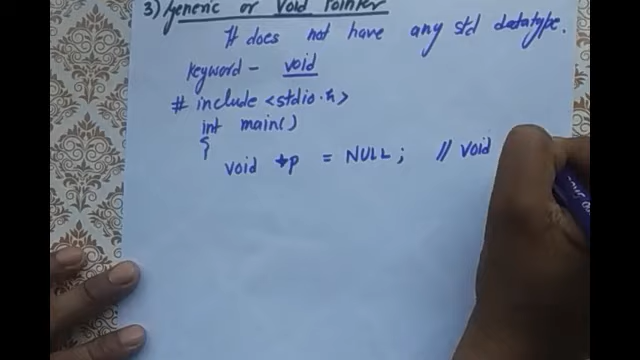 3) Generic or Void Pointer
It does not have any std datatype.
Keyword - void
# include <stdio.h>
int main()
{
void *p = NULL; // void